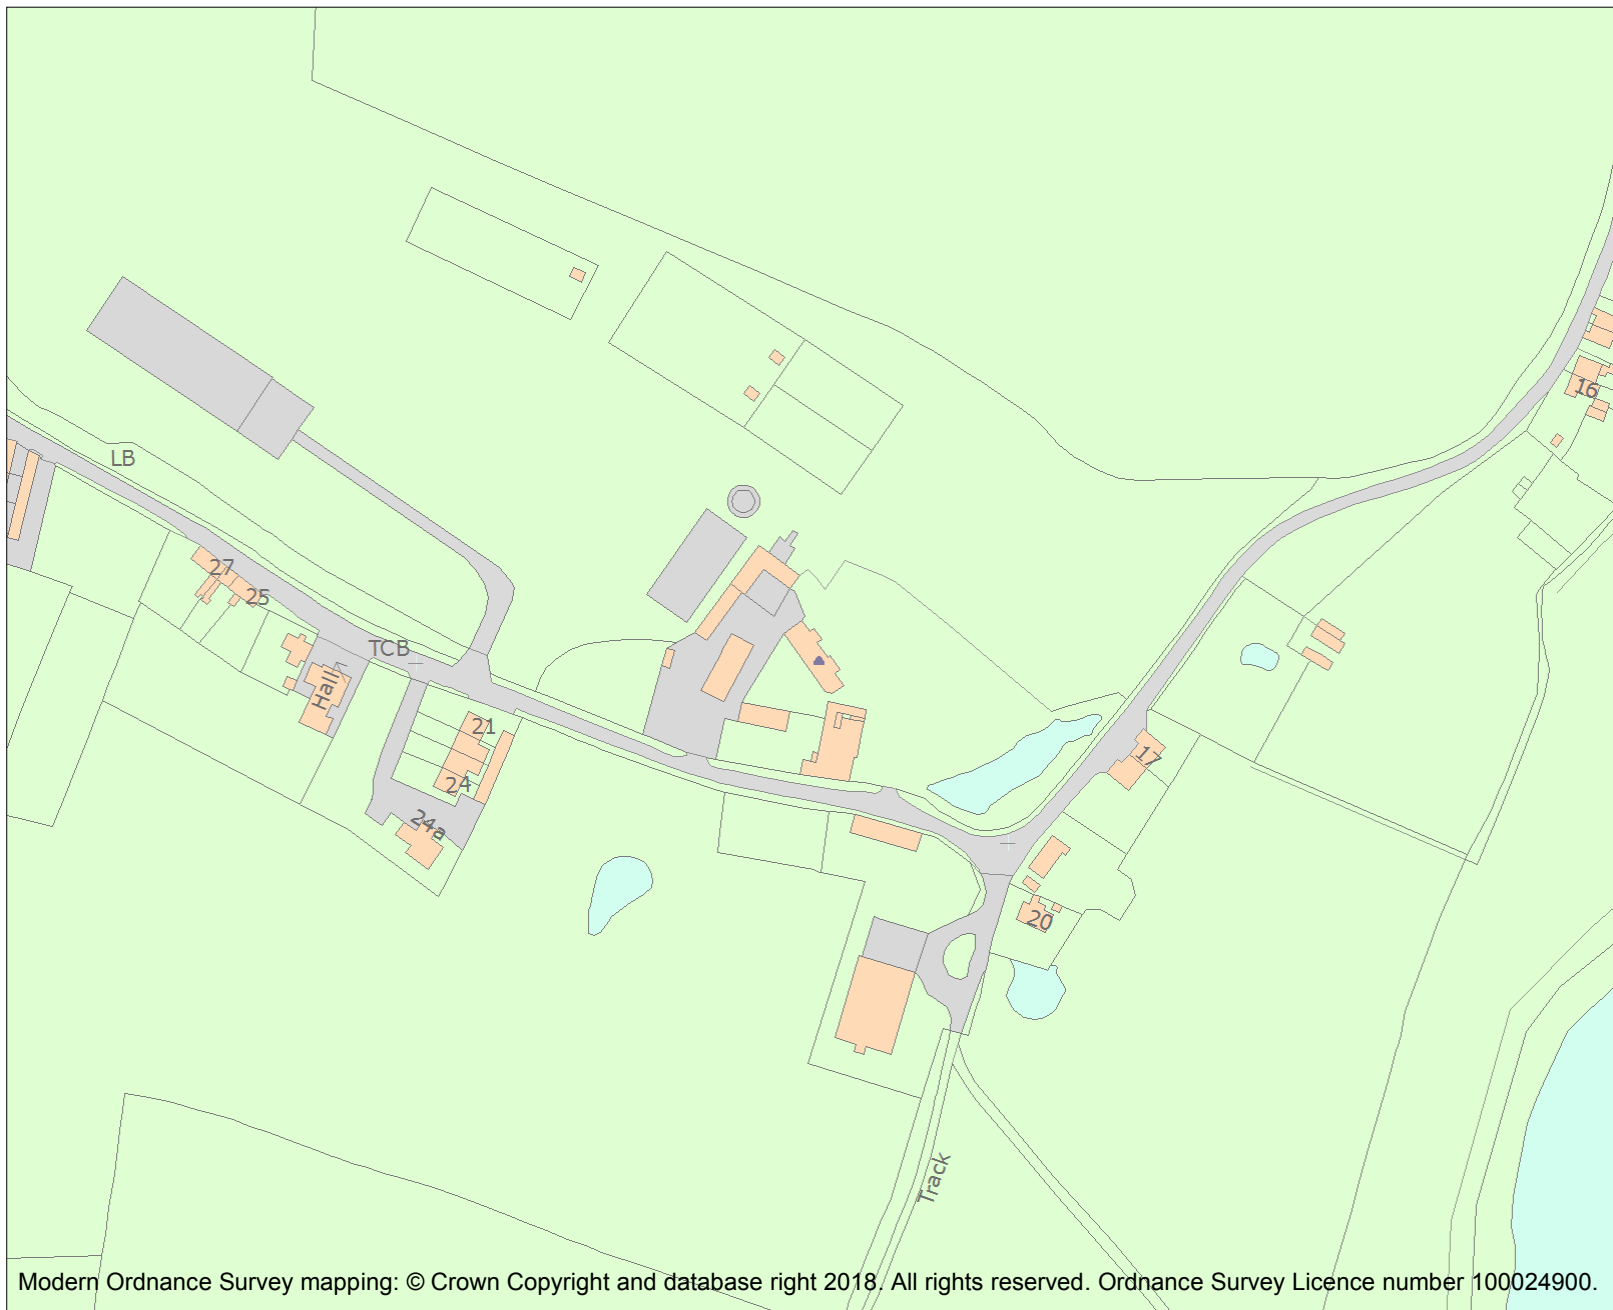 16
LB
27
25
TCB
Hall
21
17
24
24a
20
Track
Modern Ordnance Survey mapping: © Crown Copyright and database right 2018. All rights reserved. Ordnance Survey Licence number 100024900.